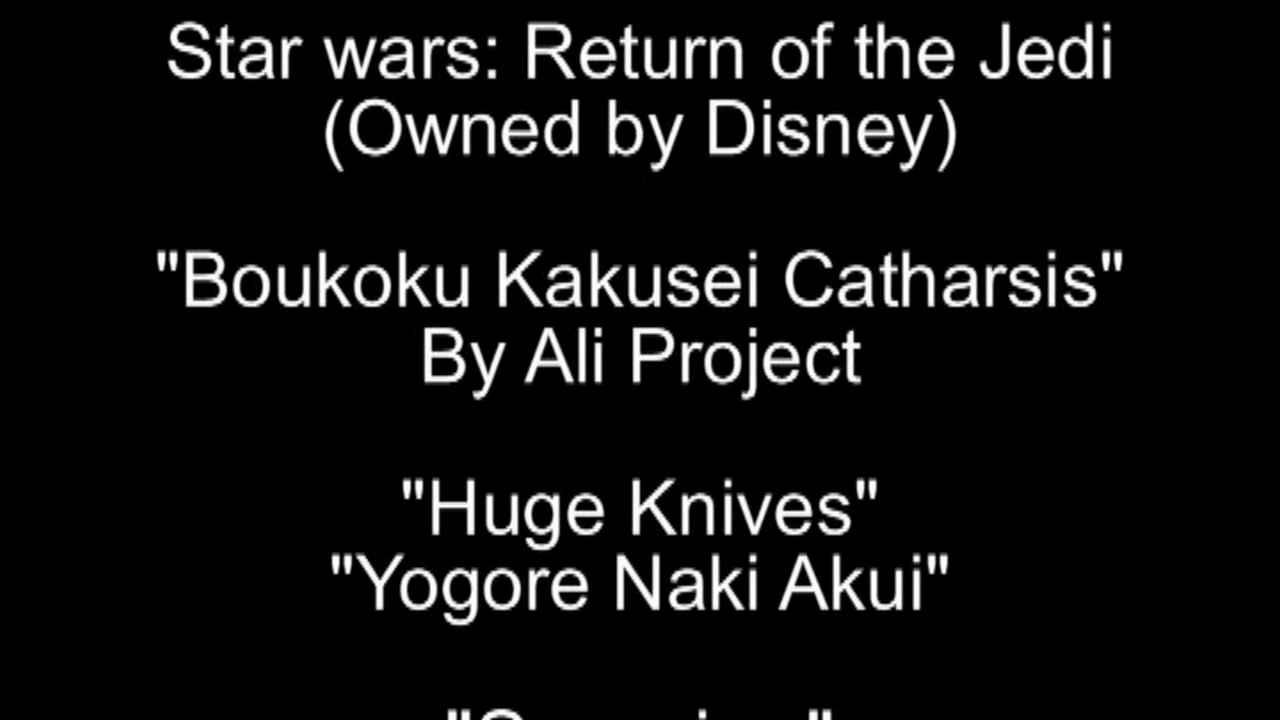 Star wars: Return of the Jedi
(Owned by Disney)
"Boukoku Kakusei Catharsis"
By Ali Project
"Huge Knives"
"Yogore Naki Akui"